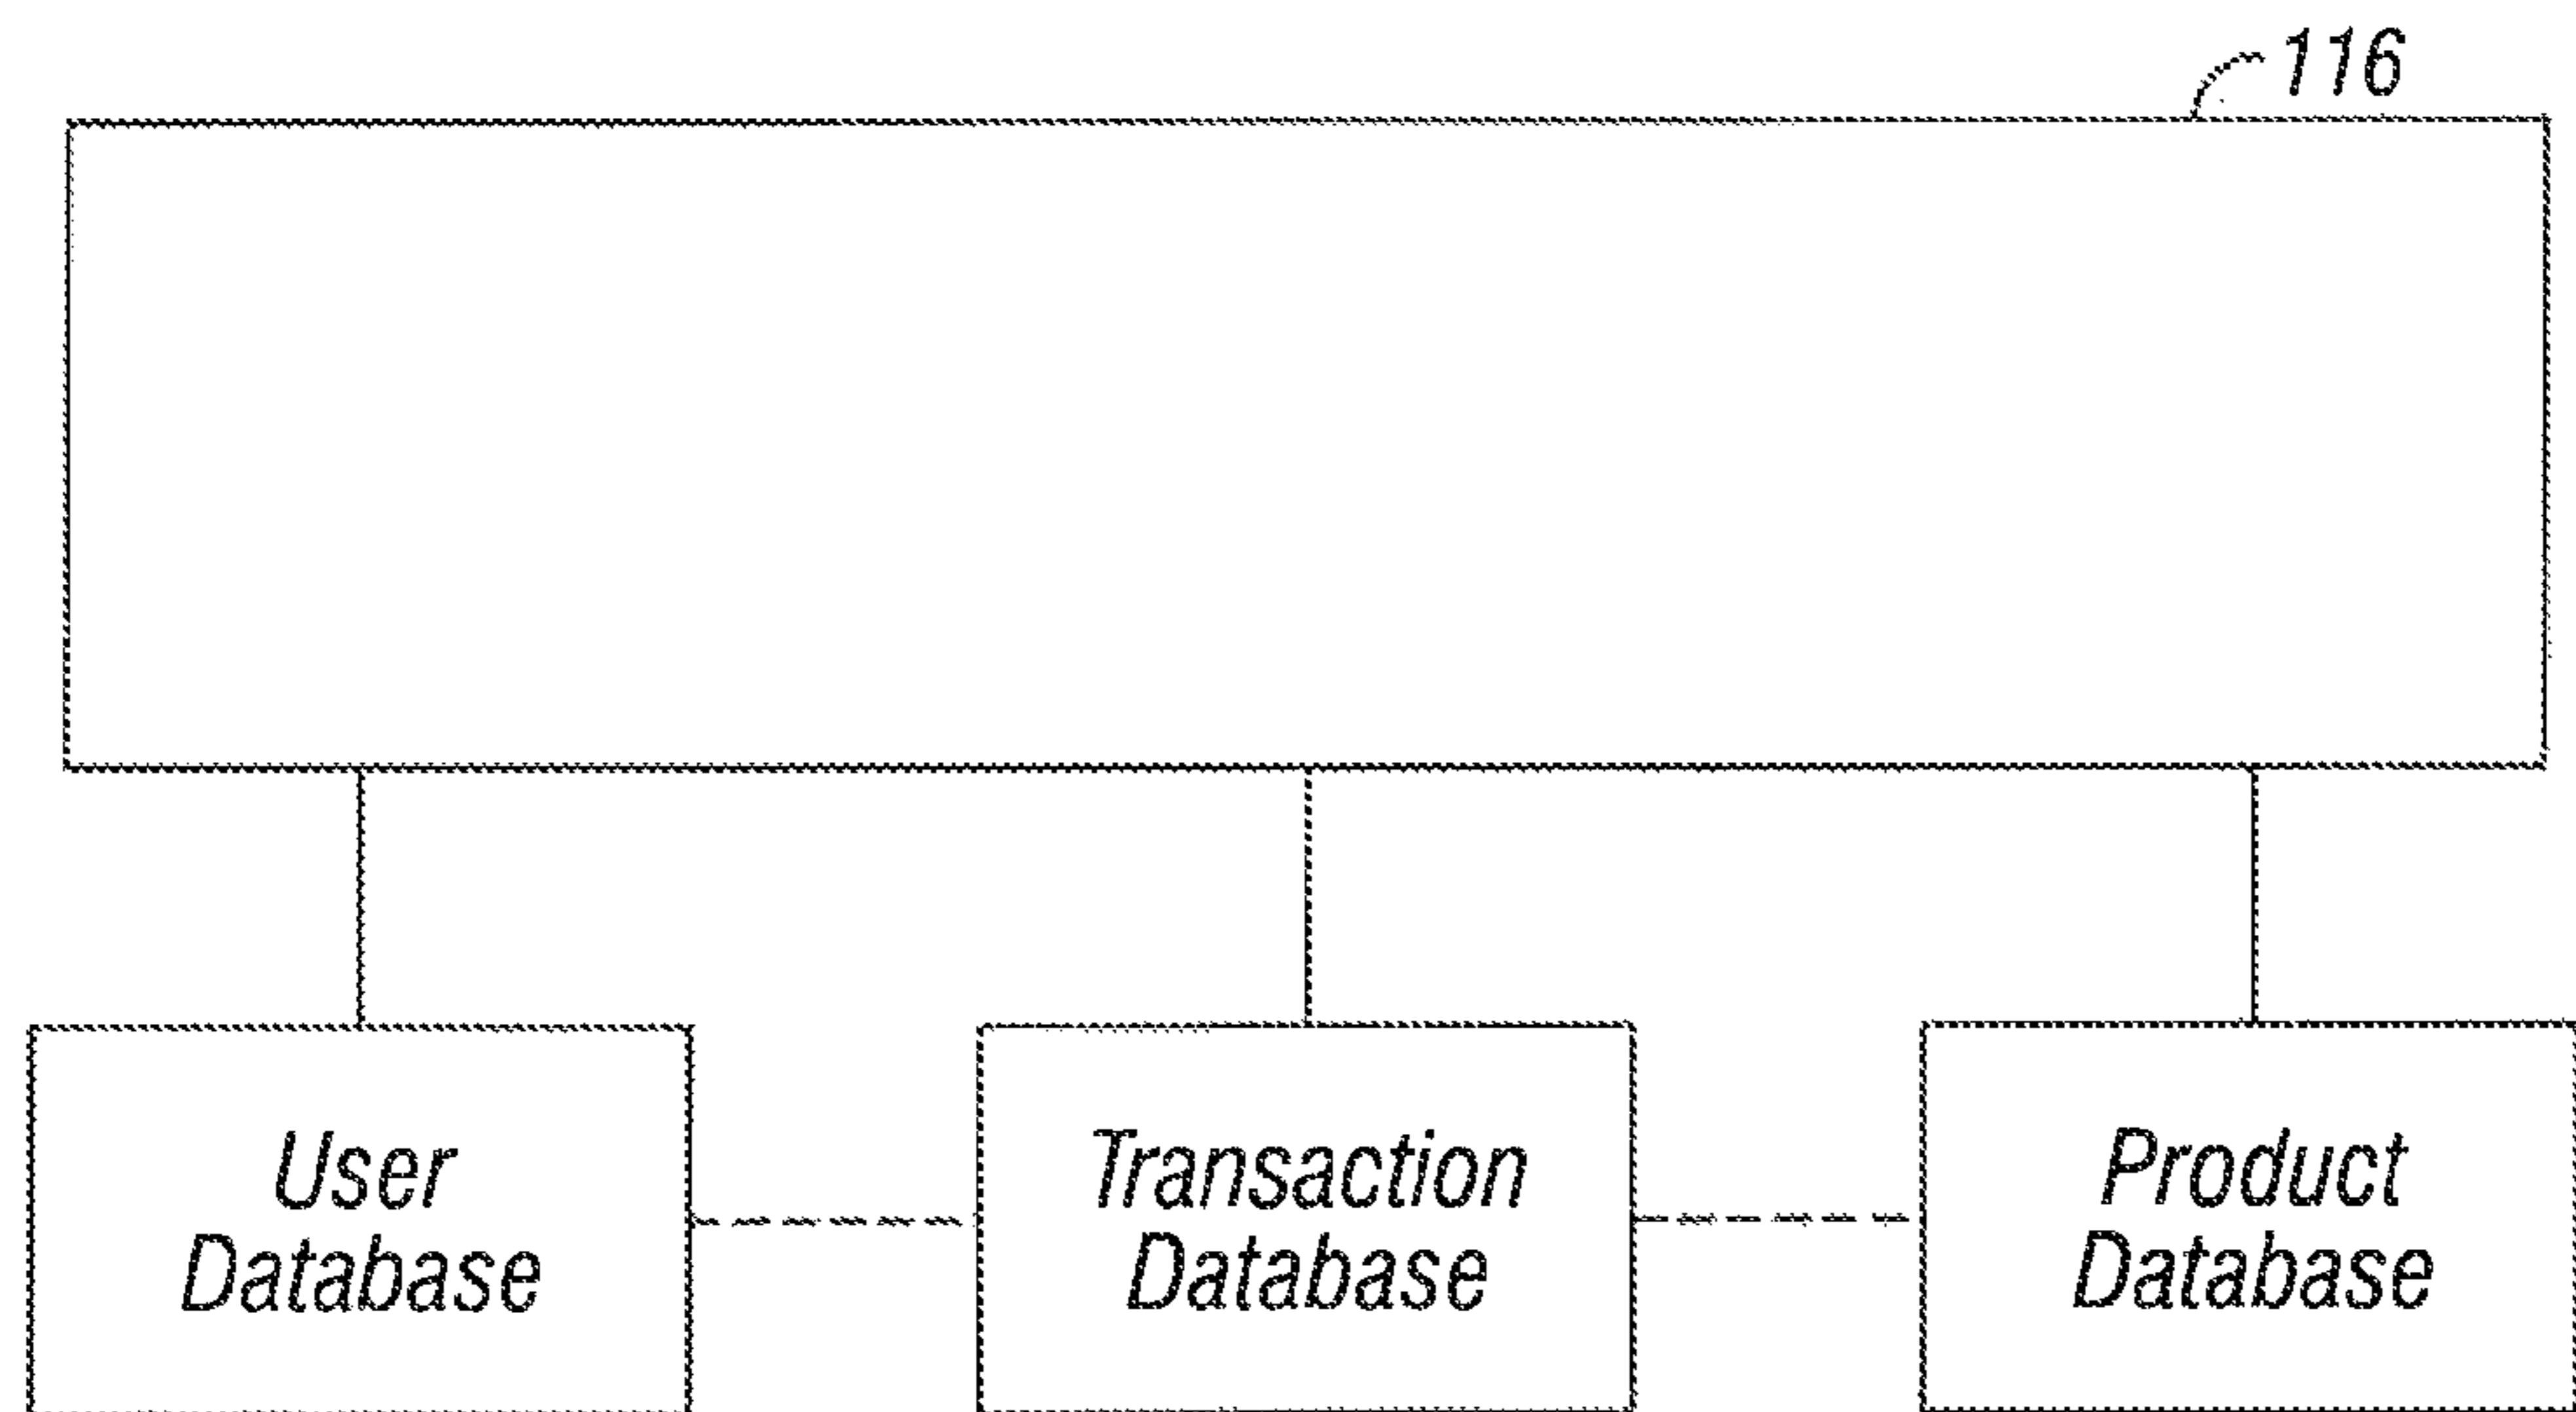 116
User
Database
Transaction
Database
Product
Database